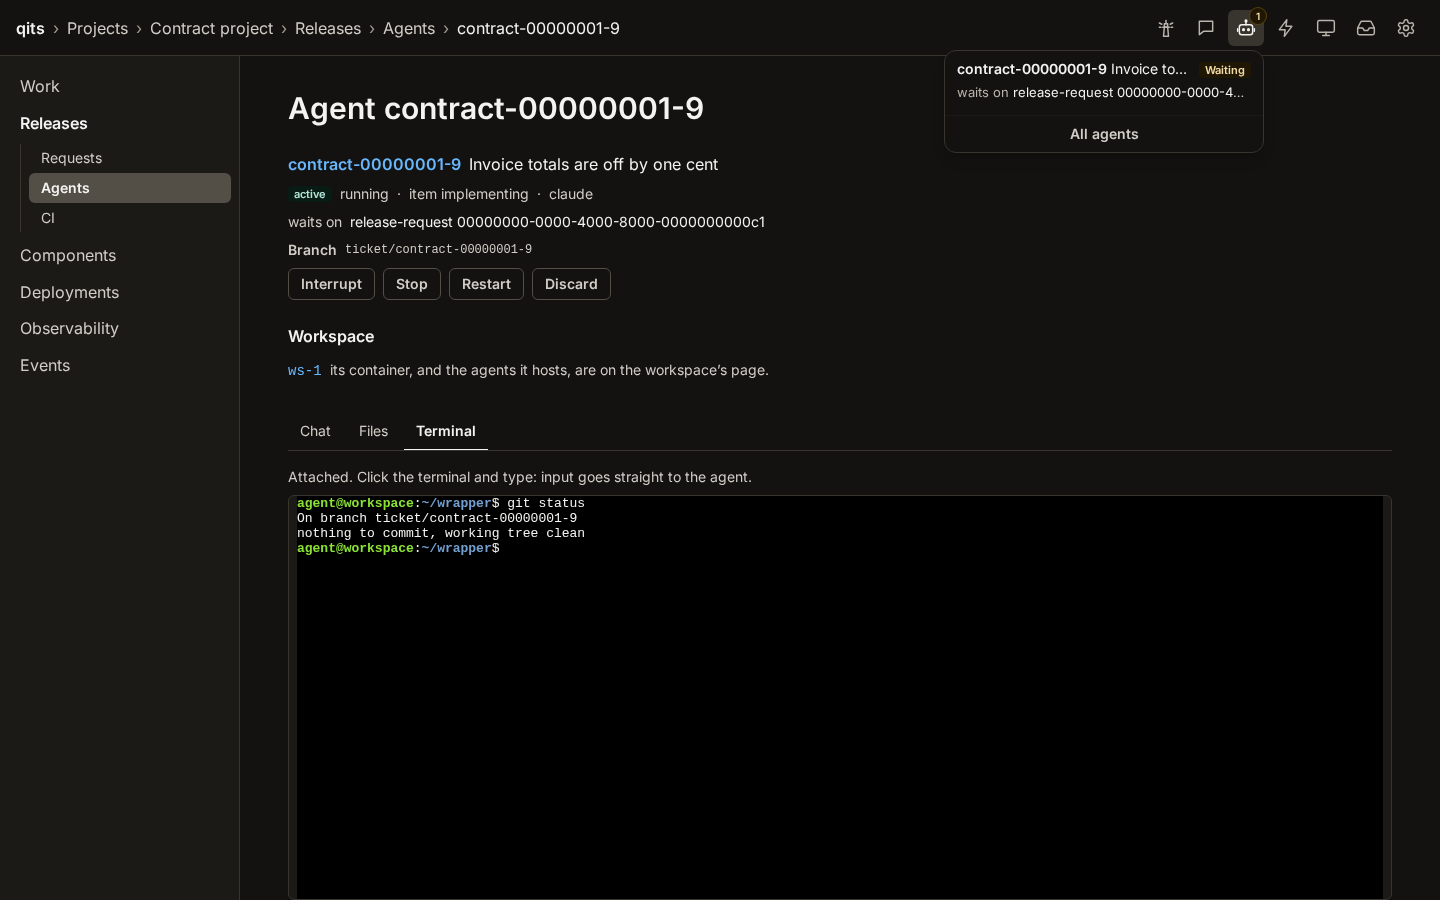 qits › Projects › Contract project › Releases › Agents › contract-00000001-9
1
contract-00000001-9 Invoice to... Waiting
waits on release-request 00000000-0000-4...
All agents
Work
Releases
Requests
Agents
CI
Components
Deployments
Observability
Events
Agent contract-00000001-9
contract-00000001-9 Invoice totals are off by one cent
active running · item implementing · claude
waits on release-request 00000000-0000-4000-8000-0000000000c1
Branch ticket/contract-00000001-9
Interrupt Stop Restart Discard
Workspace
ws-1 its container, and the agents it hosts, are on the workspace’s page.
Chat Files Terminal
Attached. Click the terminal and type: input goes straight to the agent.
agent@workspace:~/wrapper$ git status
On branch ticket/contract-00000001-9
nothing to commit, working tree clean
agent@workspace:~/wrapper$